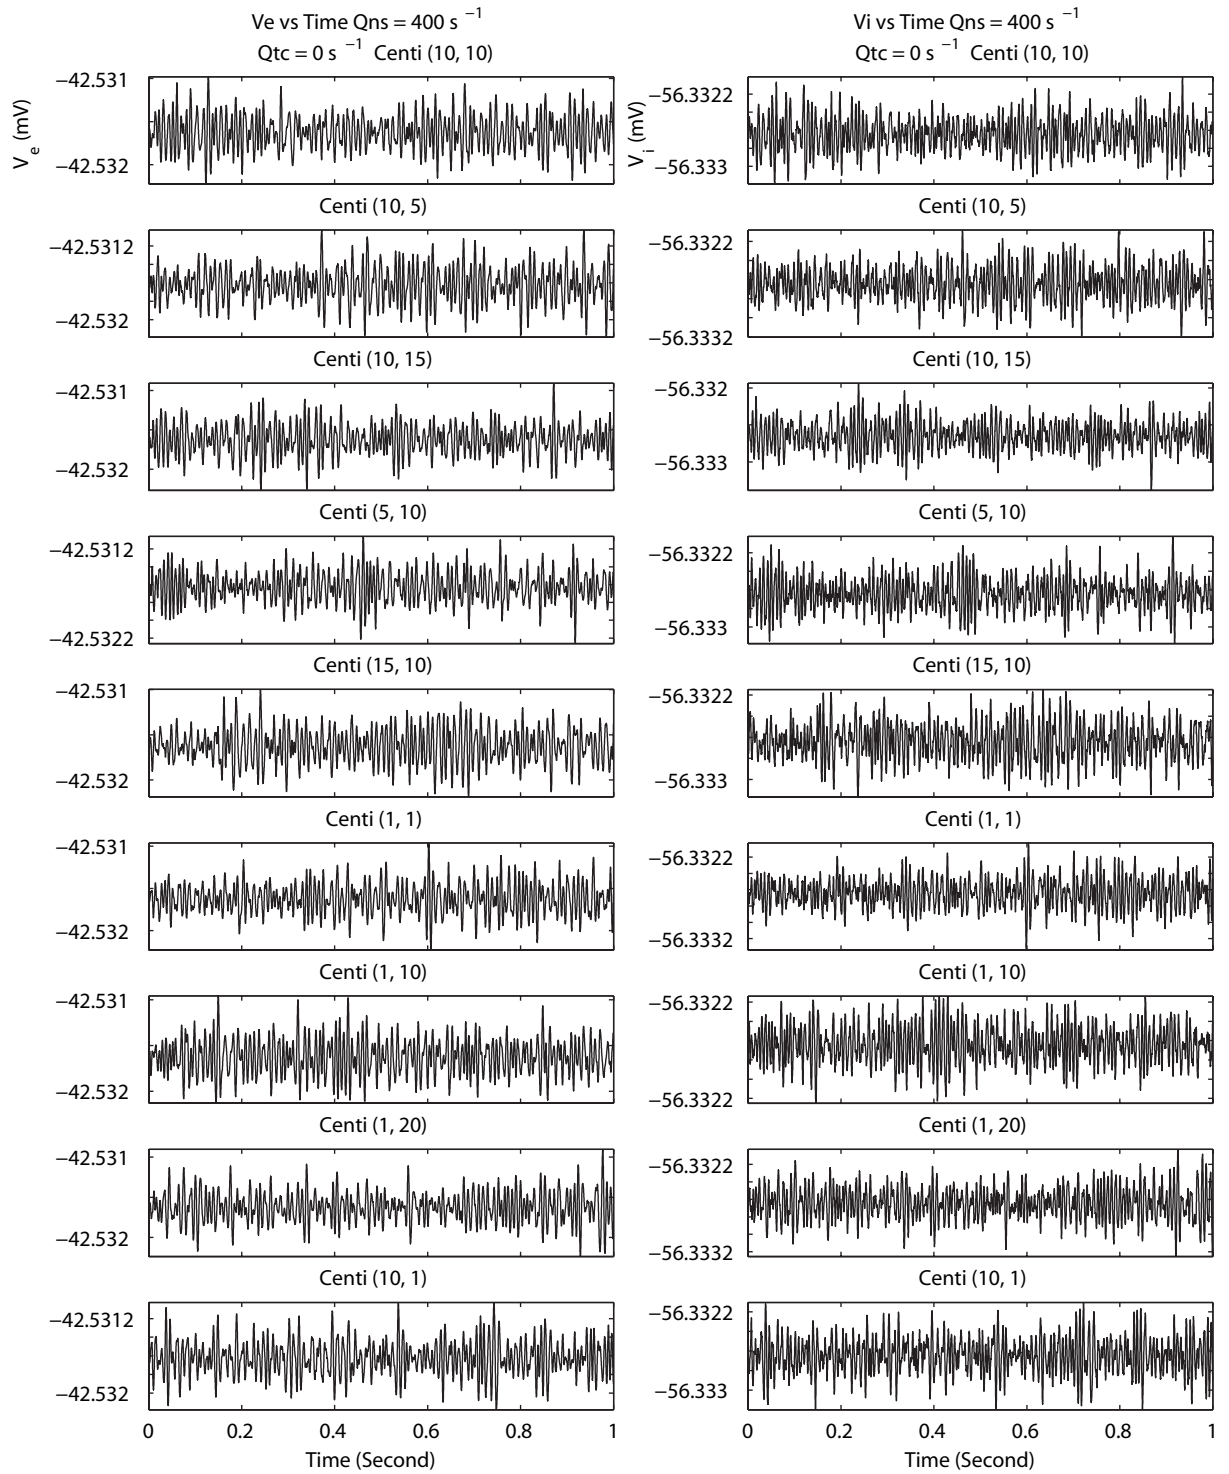 Ve vs Time Qns = 400 s −1
Qtc = 0 s −1 Centi (10, 10)
−42.531
−42.532
V e (mV)
Centi (10, 5)
−42.5312
−42.532
Centi (10, 15)
−42.531
−42.532
Centi (5, 10)
−42.5312
−42.5322
Centi (15, 10)
−42.531
−42.532
Centi (1, 1)
−42.531
−42.532
Centi (1, 10)
−42.531
−42.532
Centi (1, 20)
−42.531
−42.532
Centi (10, 1)
−42.5312
−42.532
0 0.2 0.4 0.6 0.8 1
Time (Second)
Vi vs Time Qns = 400 s −1
Qtc = 0 s −1 Centi (10, 10)
−56.3322
−56.333
V i (mV)
Centi (10, 5)
−56.3322
−56.3332
Centi (10, 15)
−56.332
−56.333
Centi (5, 10)
−56.3322
−56.333
Centi (15, 10)
−56.3322
−56.333
Centi (1, 1)
−56.3322
−56.3332
Centi (1, 10)
−56.3322
−56.3322
Centi (1, 20)
−56.3322
−56.3332
Centi (10, 1)
−56.3322
−56.333
0 0.2 0.4 0.6 0.8 1
Time (Second)